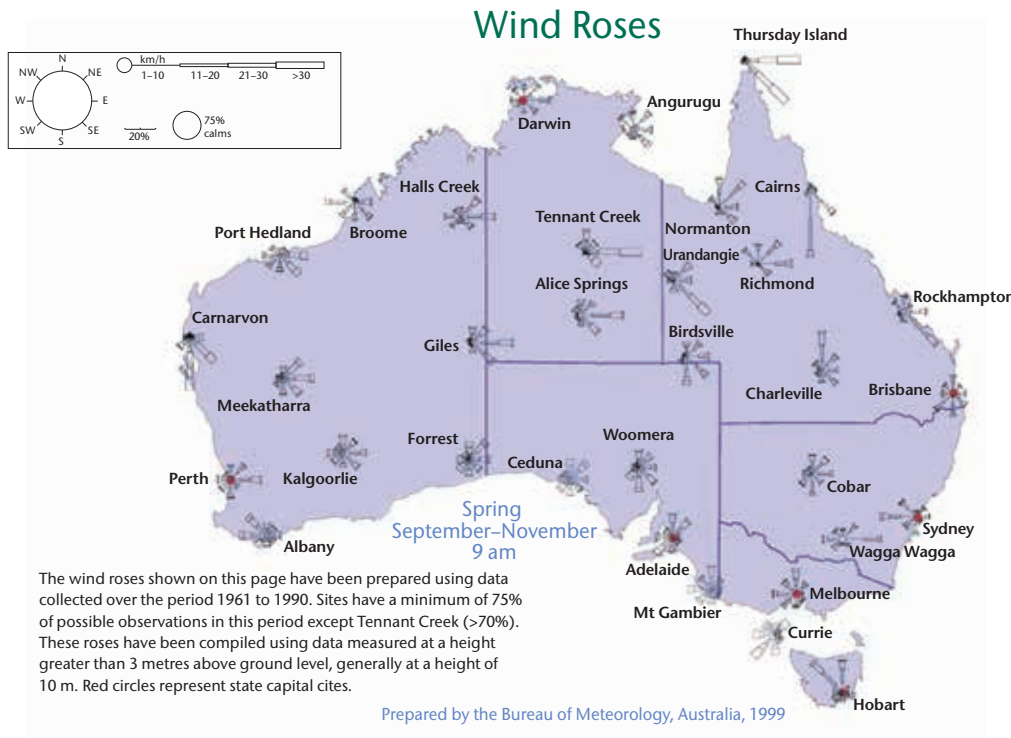 Wind Roses
N
NW
NE
W
E
SW
SE
S
km/h
1–10
11–20
21–30
>30
20%
75%
calms
Thursday Island
Darwin
Angurugu
Halls Creek
Cairns
Broome
Tennant Creek
Normanton
Port Hedland
Urandangie
Richmond
Alice Springs
Rockhampton
Carnarvon
Giles
Birdsville
Meekatharra
Charleville
Brisbane
Forrest
Woomera
Perth
Kalgoorlie
Ceduna
Cobar
Spring
September–November
9 am
Sydney
Albany
Wagga Wagga
Adelaide
Melbourne
Mt Gambier
Currie
Hobart
The wind roses shown on this page have been prepared using data
collected over the period 1961 to 1990. Sites have a minimum of 75%
of possible observations in this period except Tennant Creek (>70%).
These roses have been compiled using data measured at a height
greater than 3 metres above ground level, generally at a height of
10 m. Red circles represent state capital cites.
Prepared by the Bureau of Meteorology, Australia, 1999